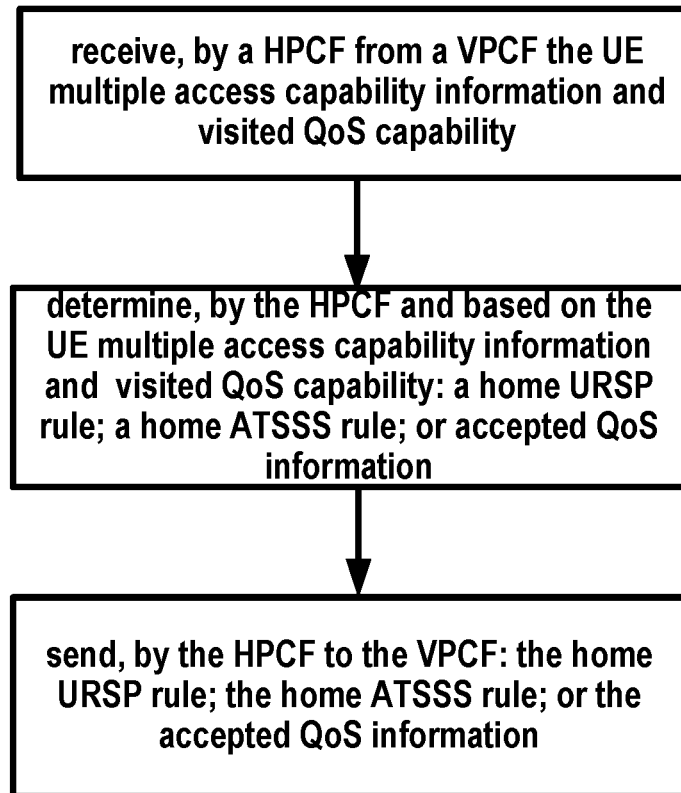 receive, by a HPCF from a VPCF the UE
multiple access capability information and
visited QoS capability
determine, by the HPCF and based on the
UE multiple access capability information
and visited QoS capability: a home URSP
rule; a home ATSSS rule; or accepted QoS
information
send, by the HPCF to the VPCF: the home
URSP rule; the home ATSSS rule; or the
accepted QoS information